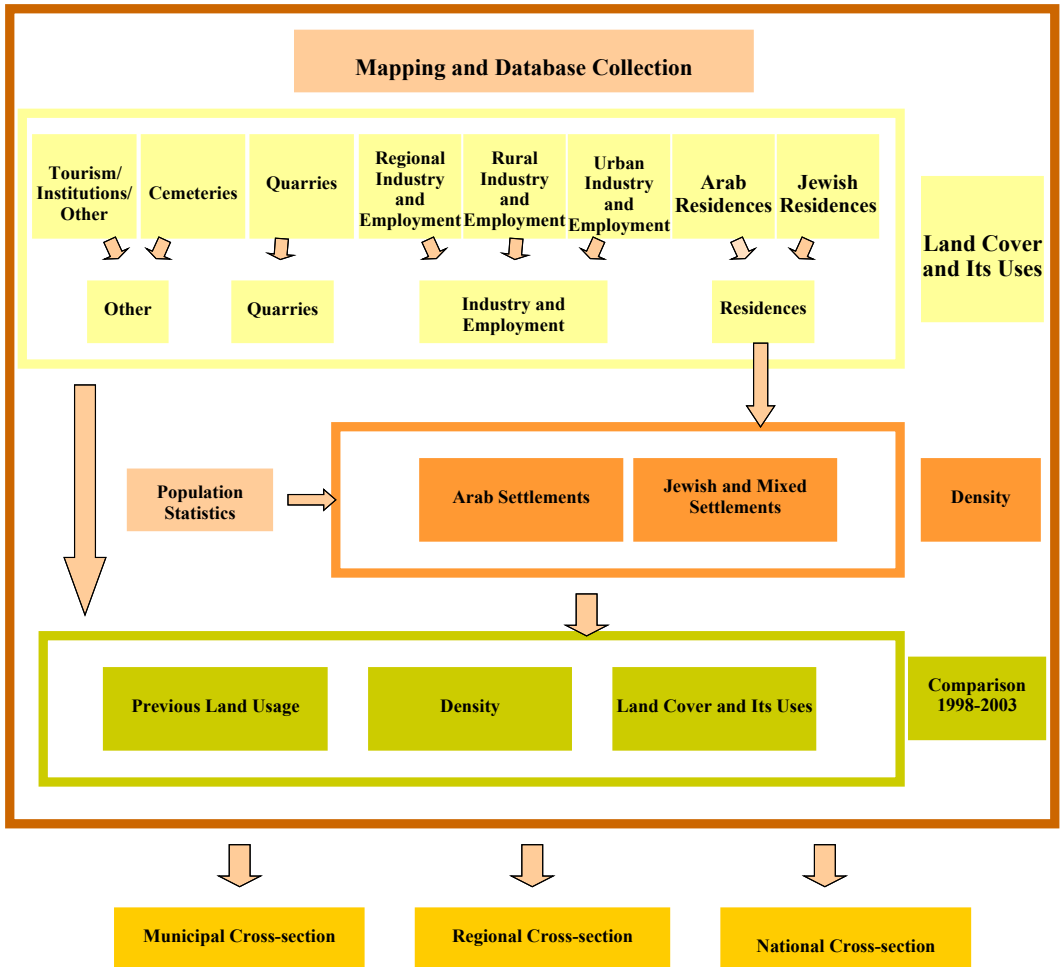 Mapping and Database Collection
Tourism/
Institutions/
Other
Cemeteries
Quarries
Regional
Industry
and
Employment
Rural
Industry
and
Employment
Urban
Industry
and
Employment
Arab
Residences
Jewish
Residences
Land Cover
and Its Uses
Other
Quarries
Industry and
Employment
Residences
Population
Statistics
Arab Settlements
Jewish and Mixed
Settlements
Density
Previous Land Usage
Density
Land Cover and Its Uses
Comparison
1998-2003
Municipal Cross-section
Regional Cross-section
National Cross-section